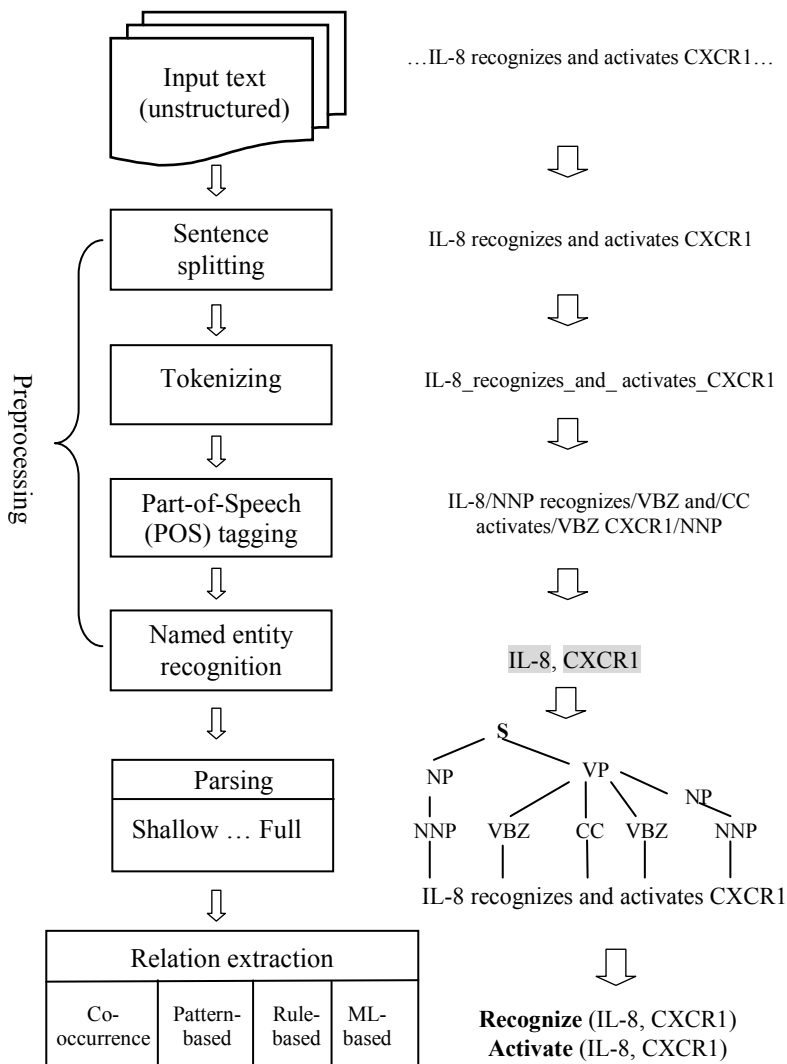 Input text
(unstructured)
…IL-8 recognizes and activates CXCR1…
Preprocessing
Sentence
splitting
IL-8 recognizes and activates CXCR1
Tokenizing
IL-8_recognizes_and_ activates_CXCR1
Part-of-Speech
(POS) tagging
IL-8/NNP recognizes/VBZ and/CC
activates/VBZ CXCR1/NNP
Named entity
recognition
IL-8, CXCR1
Parsing
Shallow … Full
S
NP VP NP
NNP VBZ CC VBZ NNP
IL-8 recognizes and activates CXCR1
Relation extraction
Co-
occurrence
Pattern-
based
Rule-
based
ML-
based
Recognize (IL-8, CXCR1)
Activate (IL-8, CXCR1)